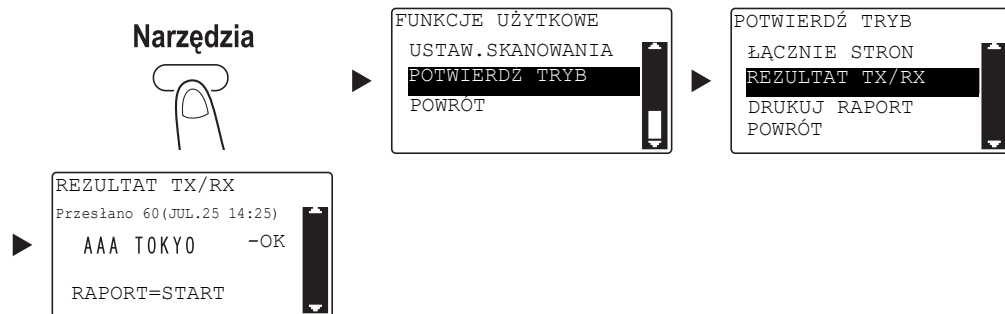 Narzędzia
FUNKCJE UŻYTKOWE
USTAW.SKANOWANIA
POTWIERDŹ TRYB
POWRÓT
POTWIERDŹ TRYB
ŁĄCZNIE STRON
REZULTAT TX/RX
DRUKUJ RAPORT
POWRÓT
REZULTAT TX/RX
Przesłano 60(JUL.25 14:25)
AAA TOKYO -OK
RAPORT=START